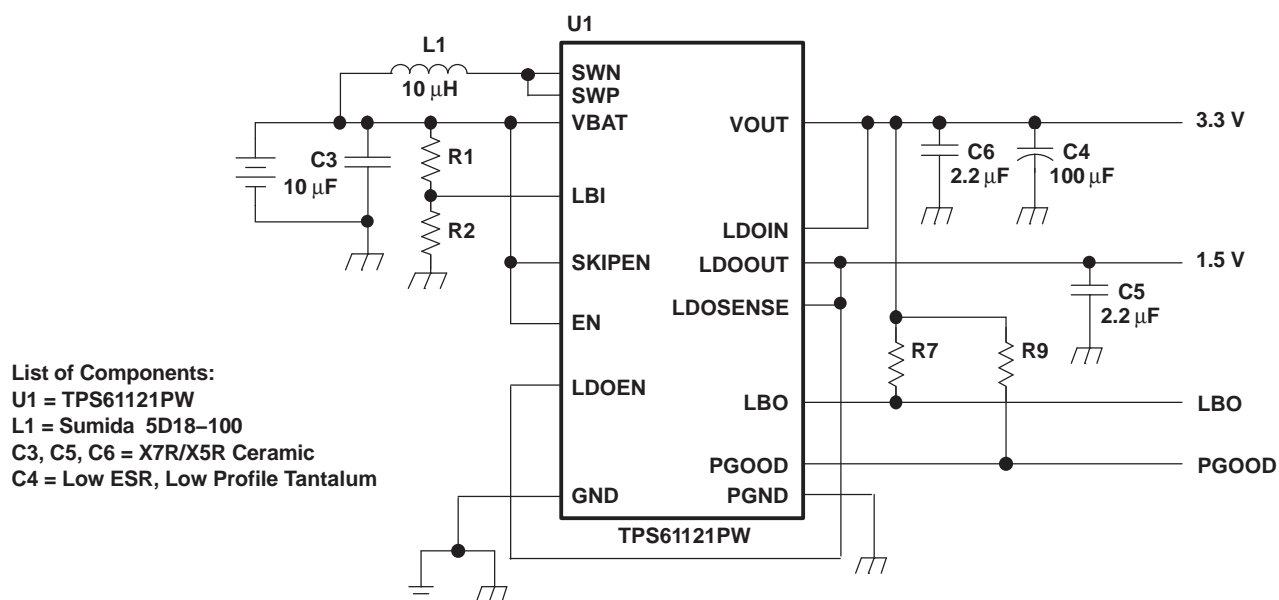 U1
L1
10 µH
SWN
SWP
VBAT
VOUT
3.3 V
C3
10 µF
R1
C6
2.2 µF
C4
100 µF
LBI
R2
LDOIN
SKIPEN
LDOOUT
1.5 V
LDOSENSE
C5
2.2 µF
EN
R7
R9
List of Components:
U1 = TPS61121PW
L1 = Sumida 5D18–100
C3, C5, C6 = X7R/X5R Ceramic
C4 = Low ESR, Low Profile Tantalum
LDOEN
LBO
LBO
PGOOD
PGOOD
GND
PGND
TPS61121PW